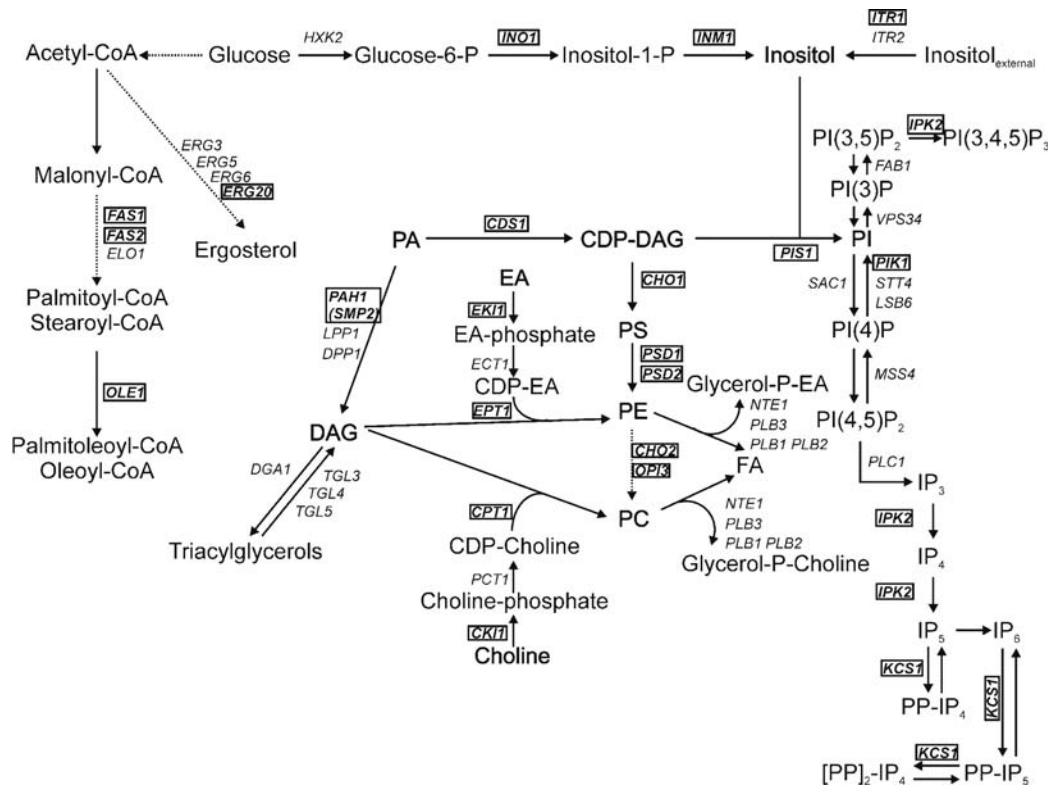 ITR1
Acetyl-CoA Glucose HXK2 Glucose-6-P INO1 Inositol-1-P INM1 Inositol ITR2 Inositol external
ERG3
ERG5
ERG6
ERG20
Malonyl-CoA
Ergosterol
FAS1
FAS2
ELO1
Palmitoyl-CoA
Stearoyl-CoA
OLE1
Palmitoleoyl-CoA
Oleoyl-CoA
PI(3,5)P2 IPK2 PI(3,4,5)P3
FAB1
PI(3)P
VPS34
PA CDS1 CDP-DAG PIS1 PI
PAH1
(SMP2)
LPP1
DPP1
DAG
DGA1
TGL3
TGL4
TGL5
Triacylglycerols
EA
EKI1
EA-phosphate
ECT1
CDP-EA
EPT1
CHO1
PS
PSD1
PSD2
PE
CHO2
OPI3
PC
Glycerol-P-EA
NTE1
PLB3
PLB1 PLB2
FA
NTE1
PLB3
PLB1 PLB2
Glycerol-P-Choline
CPT1
CDP-Choline
PCT1
Choline-phosphate
CKI1
Choline
SAC1
PIK1
STT4
LSB6
PI(4)P
MSS4
PI(4,5)P2
PLC1
IP3
IPK2
IP4
IPK2
IP5 IP6
KCS1
PP-IP4
KCS1
[PP]2-IP4 KCS1 PP-IP5